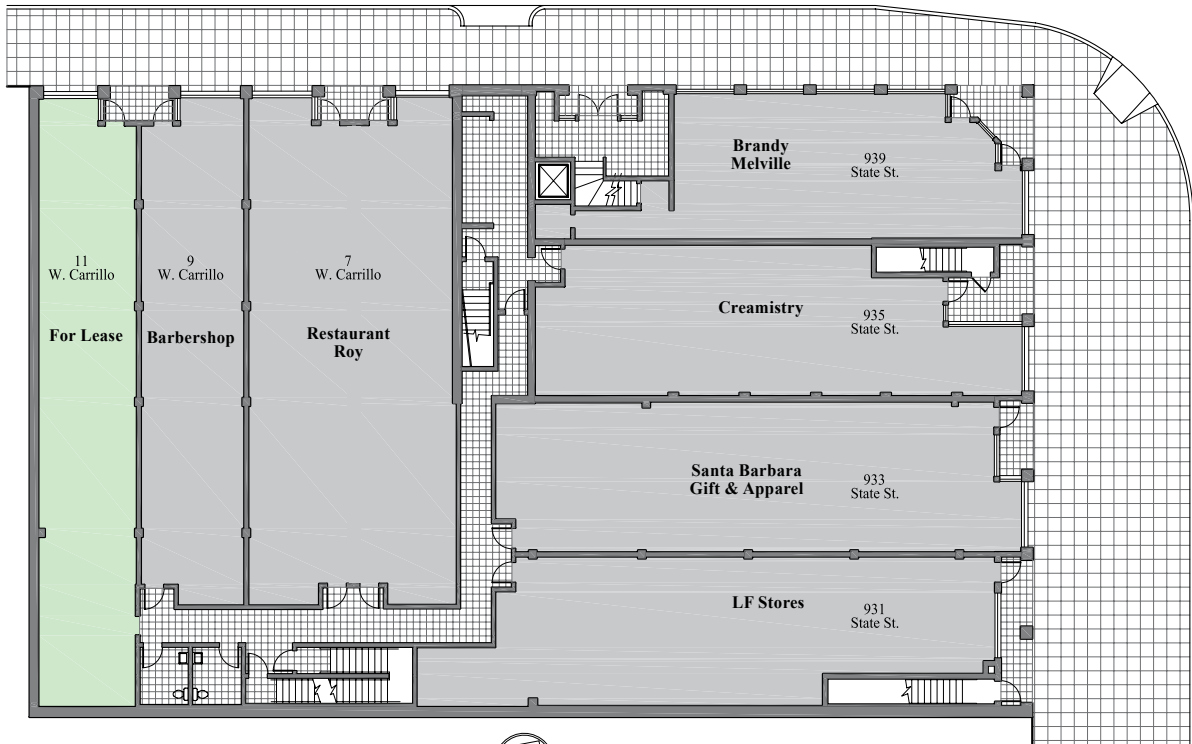 11
W. Carrillo
For Lease
9
W. Carrillo
Barbershop
7
W. Carrillo
Restaurant
Roy
Brandy
Melville
939
State St.
Creamistry
935
State St.
Santa Barbara
Gift & Apparel
933
State St.
LF Stores
931
State St.